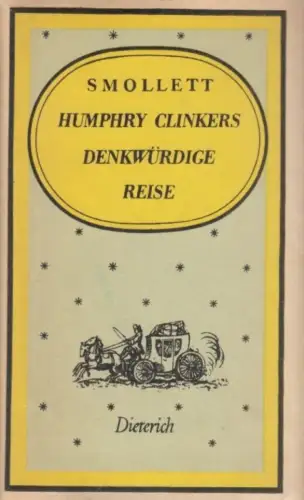 SMOLLETT
HUMPHRY CLINKERS
DENKWÜRDIGE
REISE
Dieterich